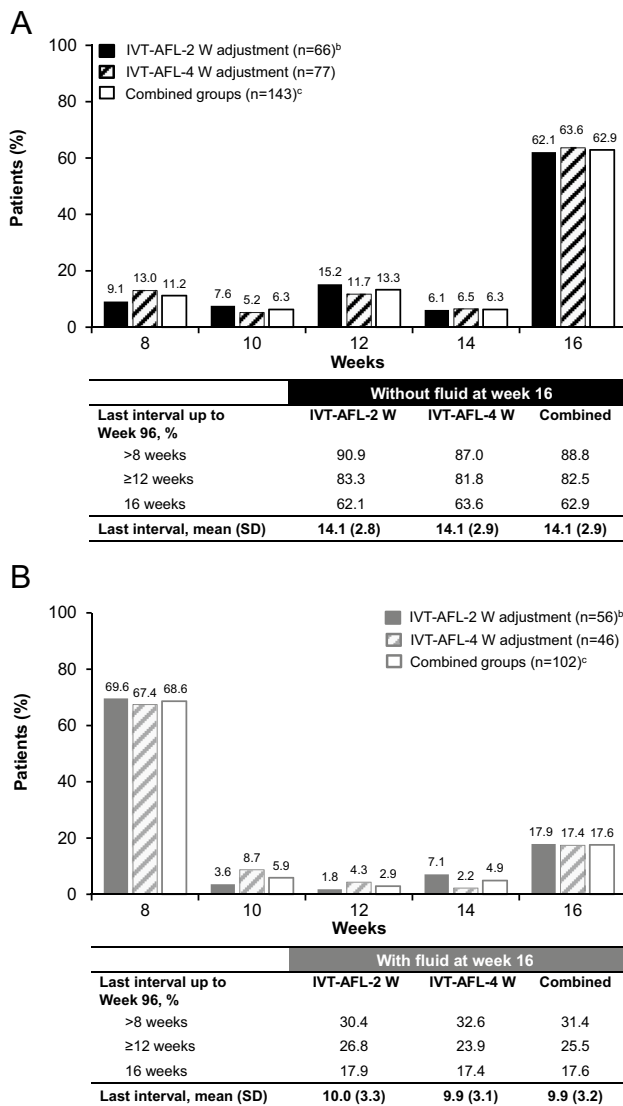 A
IVT-AFL-2 W adjustment (n=66)b
IVT-AFL-4 W adjustment (n=77)
Combined groups (n=143)c
Patients (%)
100
80
60
40
20
0
9.1 13.0 11.2
7.6 5.2 6.3
15.2 11.7 13.3
6.1 6.5 6.3
62.1 63.6 62.9
8 10 12 14 16
Weeks
Without fluid at week 16
Last interval up to Week 96, % IVT-AFL-2 W IVT-AFL-4 W Combined
>8 weeks 90.9 87.0 88.8
≥12 weeks 83.3 81.8 82.5
16 weeks 62.1 63.6 62.9
Last interval, mean (SD) 14.1 (2.8) 14.1 (2.9) 14.1 (2.9)
B
IVT-AFL-2 W adjustment (n=56)b
IVT-AFL-4 W adjustment (n=46)
Combined groups (n=102)c
Patients (%)
100
80
60
40
20
0
69.6 67.4 68.6
3.6 8.7 5.9
1.8 4.3 2.9
7.1 2.2 4.9
17.9 17.4 17.6
8 10 12 14 16
Weeks
With fluid at week 16
Last interval up to Week 96, % IVT-AFL-2 W IVT-AFL-4 W Combined
>8 weeks 30.4 32.6 31.4
≥12 weeks 26.8 23.9 25.5
16 weeks 17.9 17.4 17.6
Last interval, mean (SD) 10.0 (3.3) 9.9 (3.1) 9.9 (3.2)